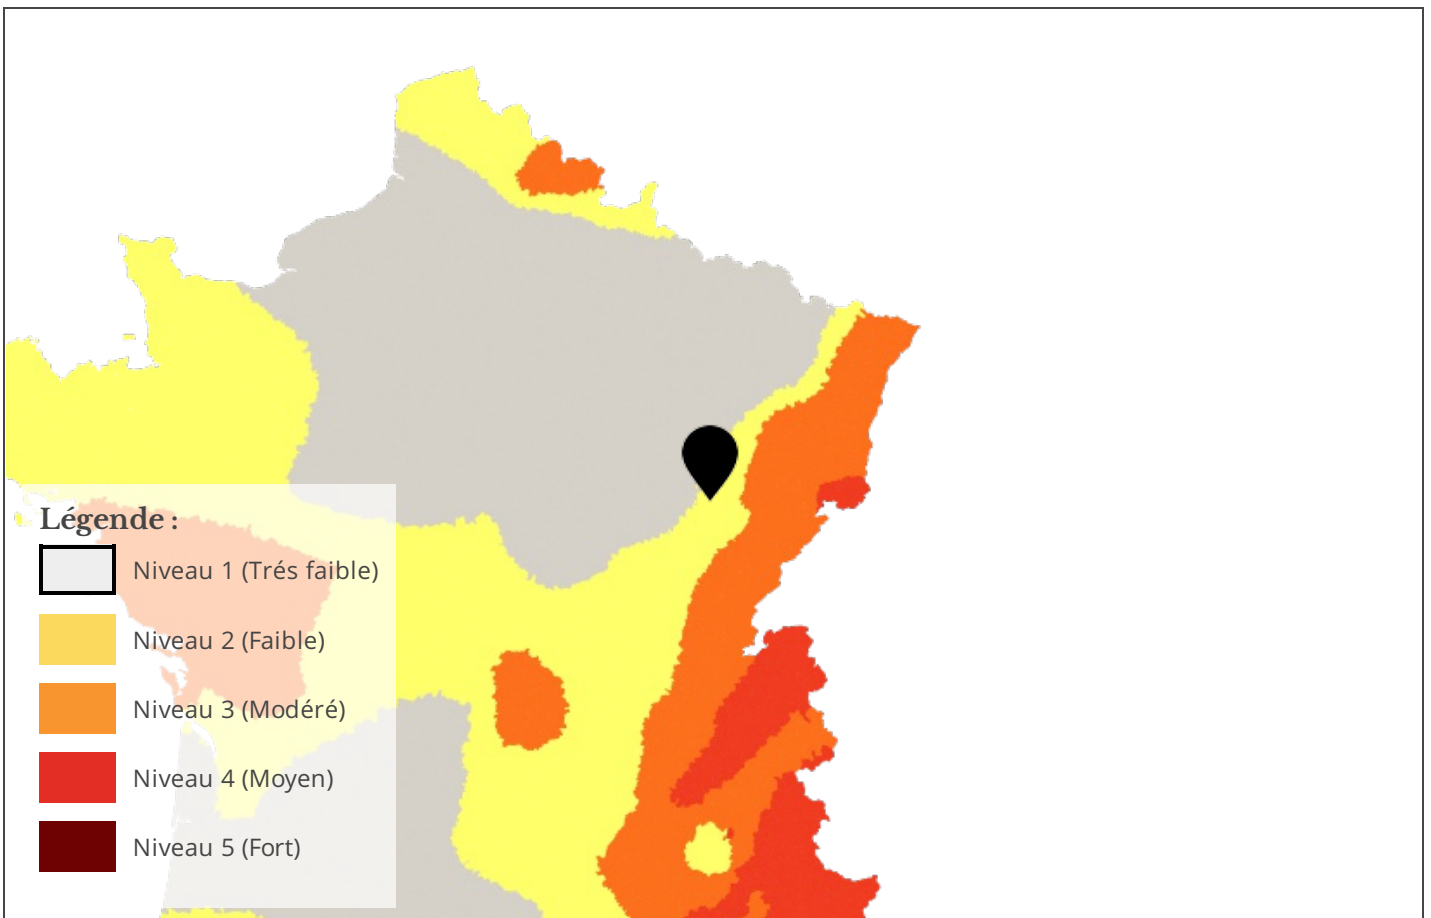 Légende :
Niveau 1 (Trés faible)
Niveau 2 (Faible)
Niveau 3 (Modéré)
Niveau 4 (Moyen)
Niveau 5 (Fort)